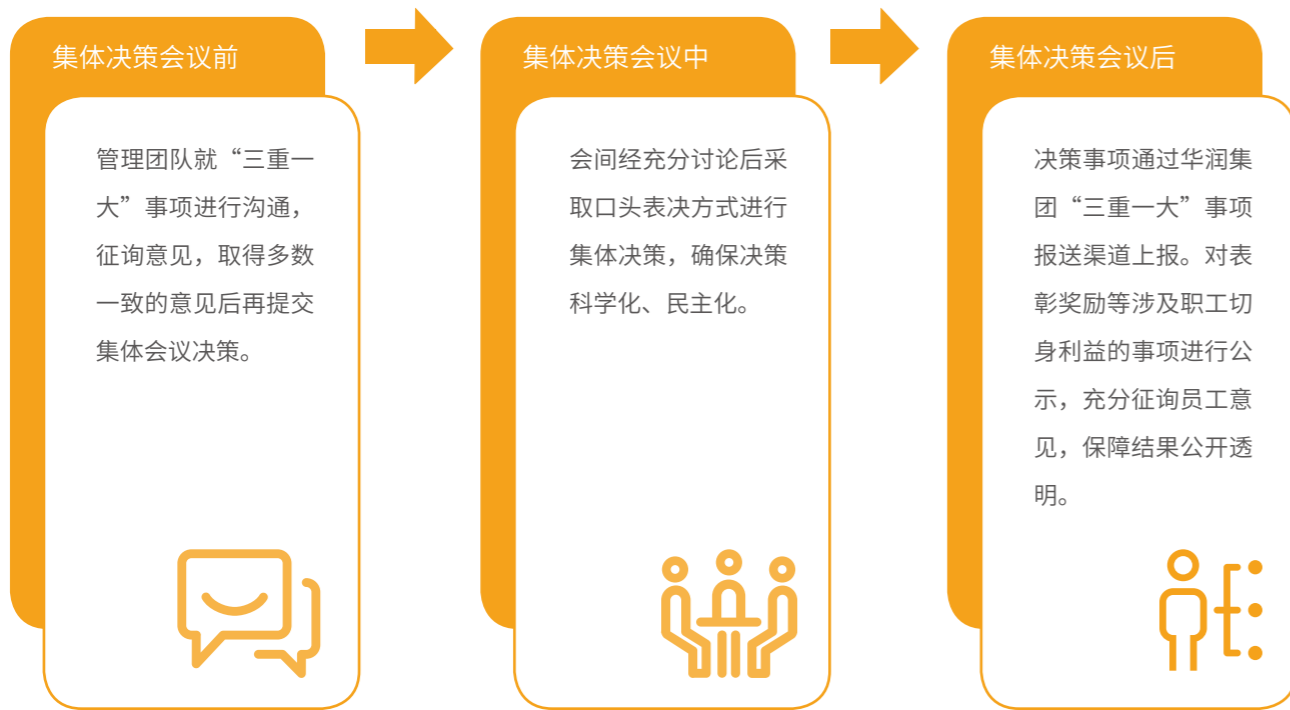 集体决策会议前
管理团队就“三重一
大”事项进行沟通，
征询意见，取得多数
一致的意见后再提交
集体会议决策。
集体决策会议中
会间经充分讨论后采
取口头表决方式进行
集体决策，确保决策
科学化、民主化。
集体决策会议后
决策事项通过华润集
团“三重一大”事项
报送渠道上报。对表
彰奖励等涉及职工切
身利益的事项进行公
示，充分征询员工意
见，保障结果公开透
明。